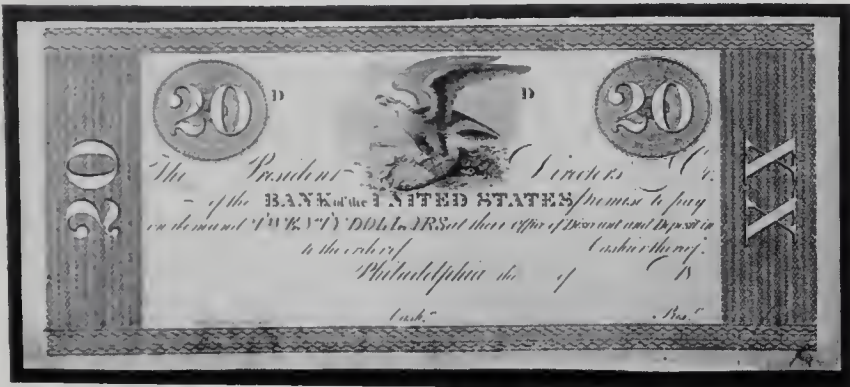 20 D D 20
20
XX
The President Directors & Co.
of the BANK of the UNITED STATES promise to pay
on demand TWENTY DOLLARS at their Office of Discount and Deposit in
to the order of Cashier thereof.
Philadelphia the of 18
Cash.r Pres.t